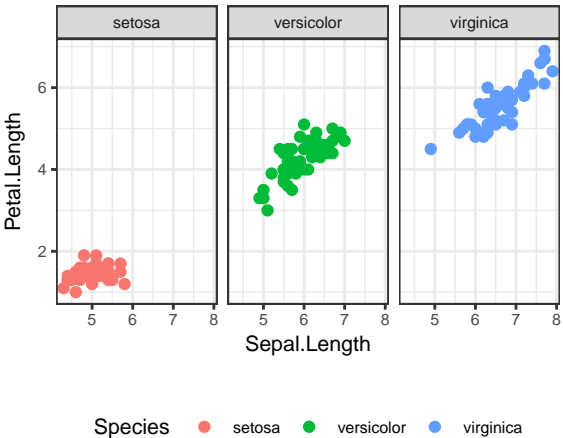 setosa
versicolor
virginica
Petal.Length
6
4
2
5 6 7 8
5 6 7 8
5 6 7 8
Sepal.Length
Species setosa versicolor virginica